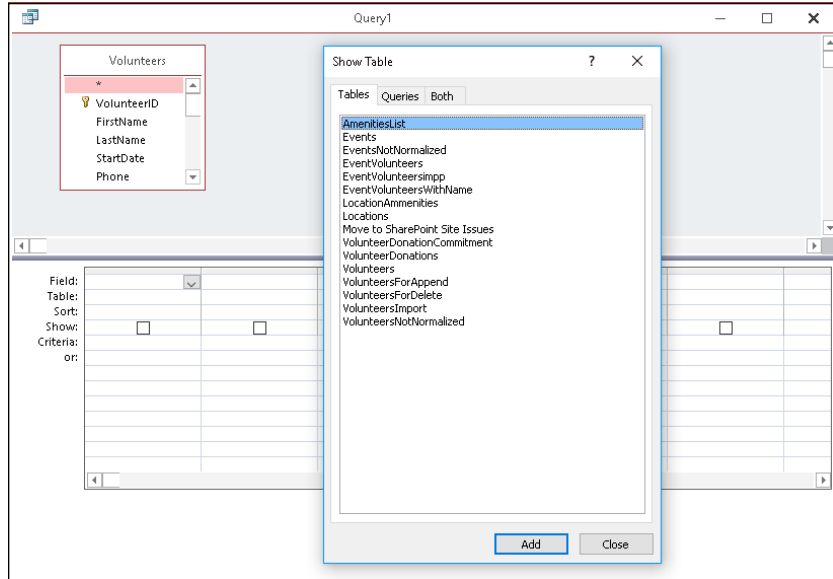 Query1
Volunteers
*
VolunteerID
FirstName
LastName
StartDate
Phone
Show Table
?
Tables Queries Both
AmenitiesList
Events
EventsNotNormalized
EventVolunteers
EventVolunteersimpp
EventVolunteersWithName
LocationAmmenities
Locations
Move to SharePoint Site Issues
VolunteerDonationCommitment
VolunteerDonations
Volunteers
VolunteersForAppend
VolunteersForDelete
VolunteersImport
VolunteersNotNormalized
Add Close
Field:
Table:
Sort:
Show:
Criteria:
or: